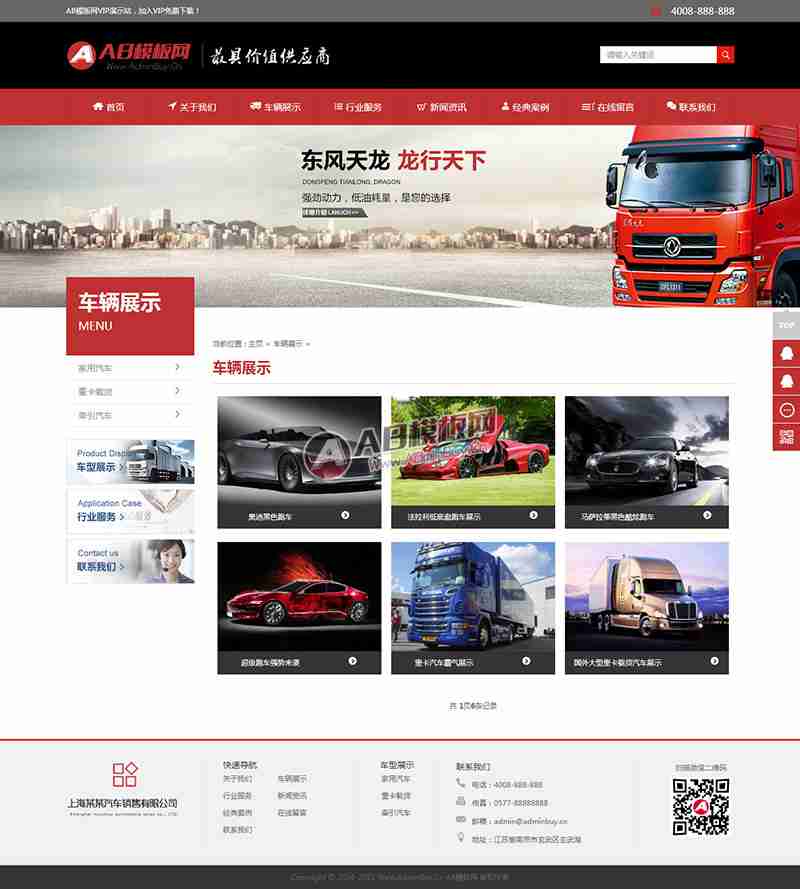 AB模板网VIP演示站，加入VIP免费下载！
4008-888-888
AB模板网
Www.AdminBuy.Cn
最具价值供应商
请输入关键词
首页
关于我们
车辆展示
行业服务
新闻资讯
经典案例
在线留言
联系我们
东风天龙 龙行天下
DONGFENG TIANLONG, DRAGON
强劲动力，低油耗量，是您的选择
车辆展示
MENU
TOP
当前位置：主页 > 车辆展示 >
车辆展示
家用汽车
重卡载货
牵引汽车
Product Display
车型展示 >
Application Case
行业服务 >
Contact us
联系我们 >
AB模板网
Www.AdminBuy.Cn
奥迪黑色跑车
法拉利低底盘跑车展示
马萨拉蒂黑色酷炫跑车
超级跑车强势来袭
重卡汽车霸气展示
国外大型重卡载货汽车展示
共 1页6条记录
上海某某汽车销售有限公司
快速导航
关于我们
车辆展示
行业服务
新闻资讯
经典案例
在线留言
联系我们
车型展示
家用汽车
重卡载货
牵引汽车
联系我们
电话：4008-888-888
传真：0577-88888888
邮箱：admin@adminbuy.cn
地址：江苏省南京市玄武区玄武湖
扫描微信二维码